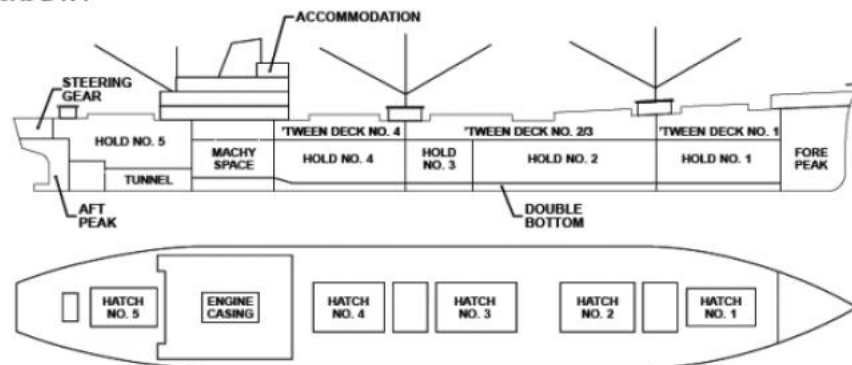 ACCOMMODATION
STEERING
GEAR
HOLD NO. 5
TUNNEL
AFT
PEAK
MACHY
SPACE
'TWEEN DECK NO. 4
HOLD NO. 4
'TWEEN DECK NO. 2/3
HOLD
NO. 3
HOLD NO. 2
'TWEEN DECK NO. 1
HOLD NO. 1
FORE
PEAK
DOUBLE
BOTTOM
HATCH
NO. 5
ENGINE
CASING
HATCH
NO. 4
HATCH
NO. 3
HATCH
NO. 2
HATCH
NO. 1